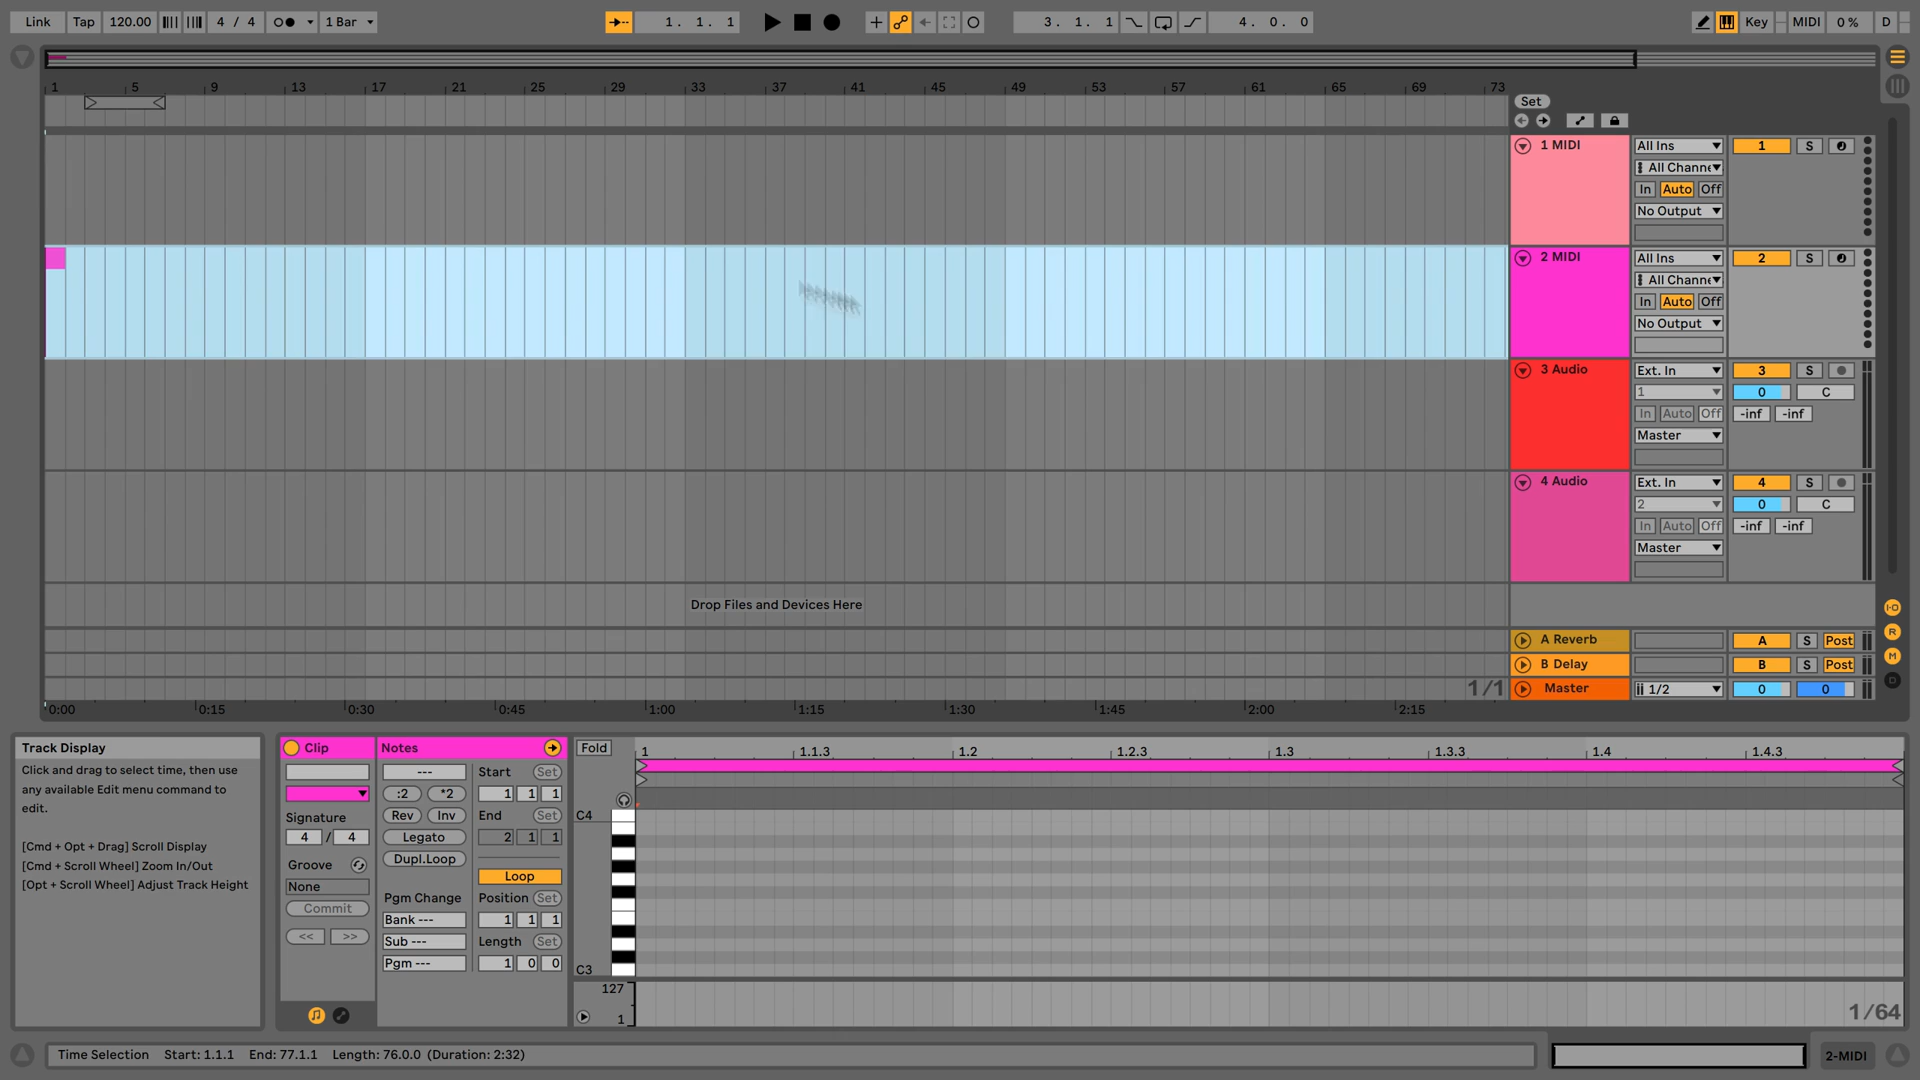 Link Tap 120.00 4 / 4 1 Bar 1. 1. 1 3. 1. 1 4. 0. 0 Key MIDI 0 % D
1 5 9 13 17 21 25 29 33 37 41 45 49 53 57 61 65 69 73
Set
1 MIDI All Ins 1 S
All Channe
In Auto Off
No Output
2 MIDI All Ins 2 S
All Channe
In Auto Off
No Output
3 Audio Ext. In 3 S
1 0 C
In Auto Off -inf -inf
Master
4 Audio Ext. In 4 S
2 0 C
In Auto Off -inf -inf
Master
Drop Files and Devices Here
I-O
A Reverb A S Post
R
B Delay B S Post
M
1/1 Master 1/2 0 0
D
0:00 0:15 0:30 0:45 1:00 1:15 1:30 1:45 2:00 2:15
Track Display
Click and drag to select time, then use
any available Edit menu command to
edit.
[Cmd + Opt + Drag] Scroll Display
[Cmd + Scroll Wheel] Zoom In/Out
[Opt + Scroll Wheel] Adjust Track Height
Clip
Signature
4 / 4
Groove
None
Commit
<< >>
Notes
---
:2 *2
Rev Inv
Legato
Dupl.Loop
Pgm Change
Bank ---
Sub ---
Pgm ---
Start Set
1 1 1
End Set
2 1 1
Loop
Position Set
1 1 1
Length Set
1 0 0
Fold 1 1.1.3 1.2 1.2.3 1.3 1.3.3 1.4 1.4.3
C4
C3
127
1
1/64
Time Selection Start: 1.1.1 End: 77.1.1 Length: 76.0.0 (Duration: 2:32)
2-MIDI